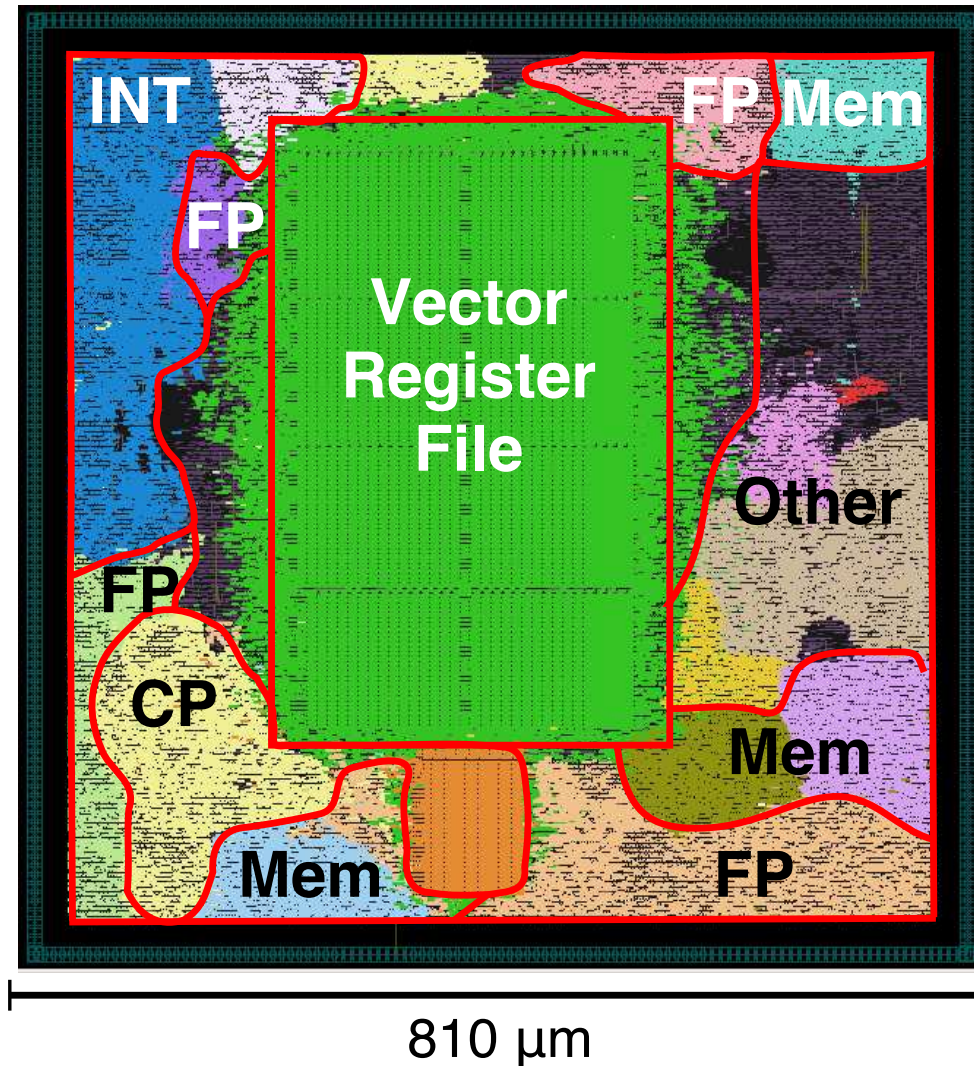 INT
FP
Mem
FP
Vector
Register
File
Other
FP
CP
Mem
Mem
FP
810 µm